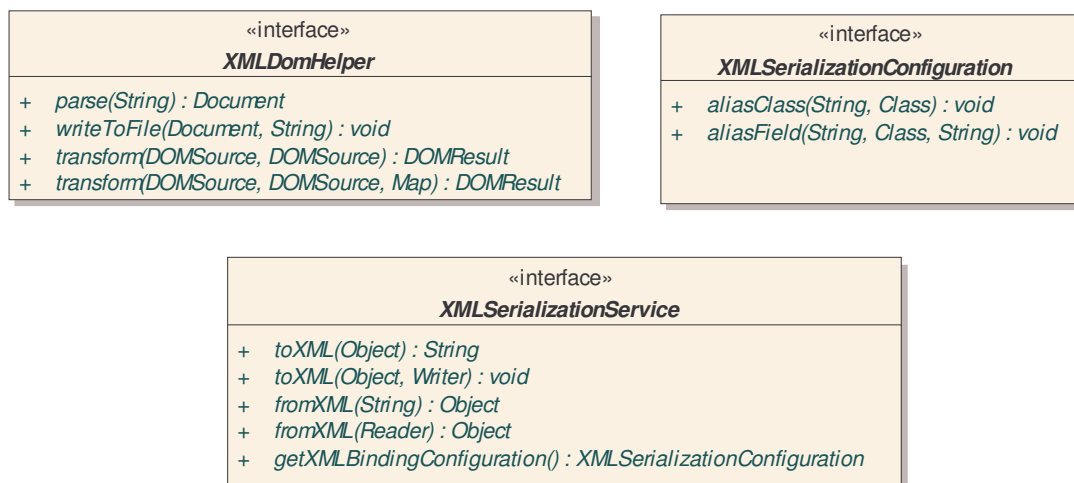 «interface»
XMLDomHelper
+ parse(String) : Document
+ writeToFile(Document, String) : void
+ transform(DOMSource, DOMSource) : DOMResult
+ transform(DOMSource, DOMSource, Map) : DOMResult
«interface»
XMLSerializationConfiguration
+ aliasClass(String, Class) : void
+ aliasField(String, Class, String) : void
«interface»
XMLSerializationService
+ toXML(Object) : String
+ toXML(Object, Writer) : void
+ fromXML(String) : Object
+ fromXML(Reader) : Object
+ getXMLBindingConfiguration() : XMLSerializationConfiguration